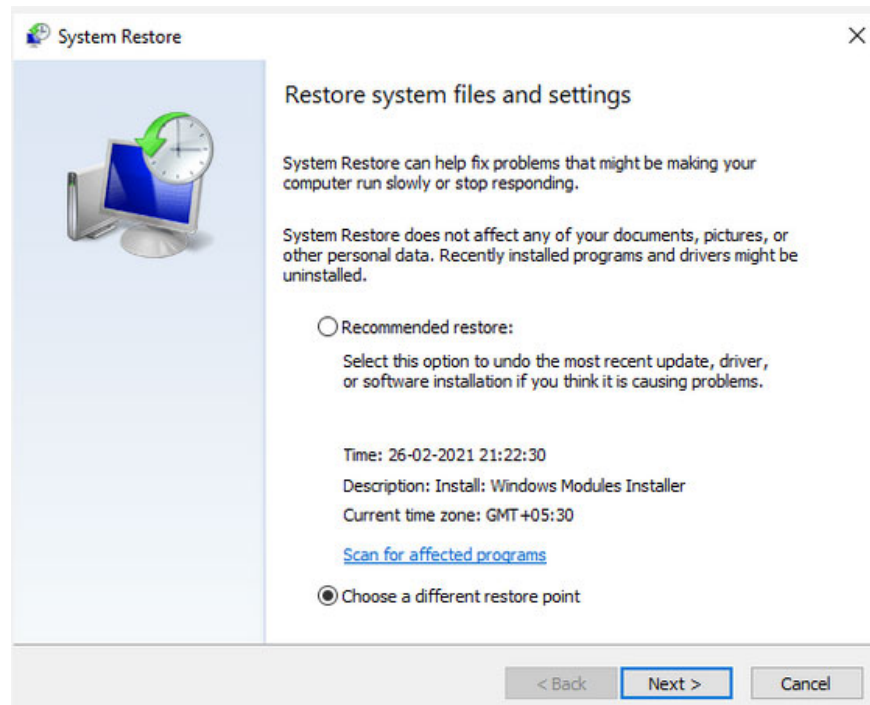 System Restore
Restore system files and settings
System Restore can help fix problems that might be making your
computer run slowly or stop responding.
System Restore does not affect any of your documents, pictures, or
other personal data. Recently installed programs and drivers might be
uninstalled.
Recommended restore:
Select this option to undo the most recent update, driver,
or software installation if you think it is causing problems.
Time: 26-02-2021 21:22:30
Description: Install: Windows Modules Installer
Current time zone: GMT+05:30
Scan for affected programs
Choose a different restore point
< Back Next > Cancel